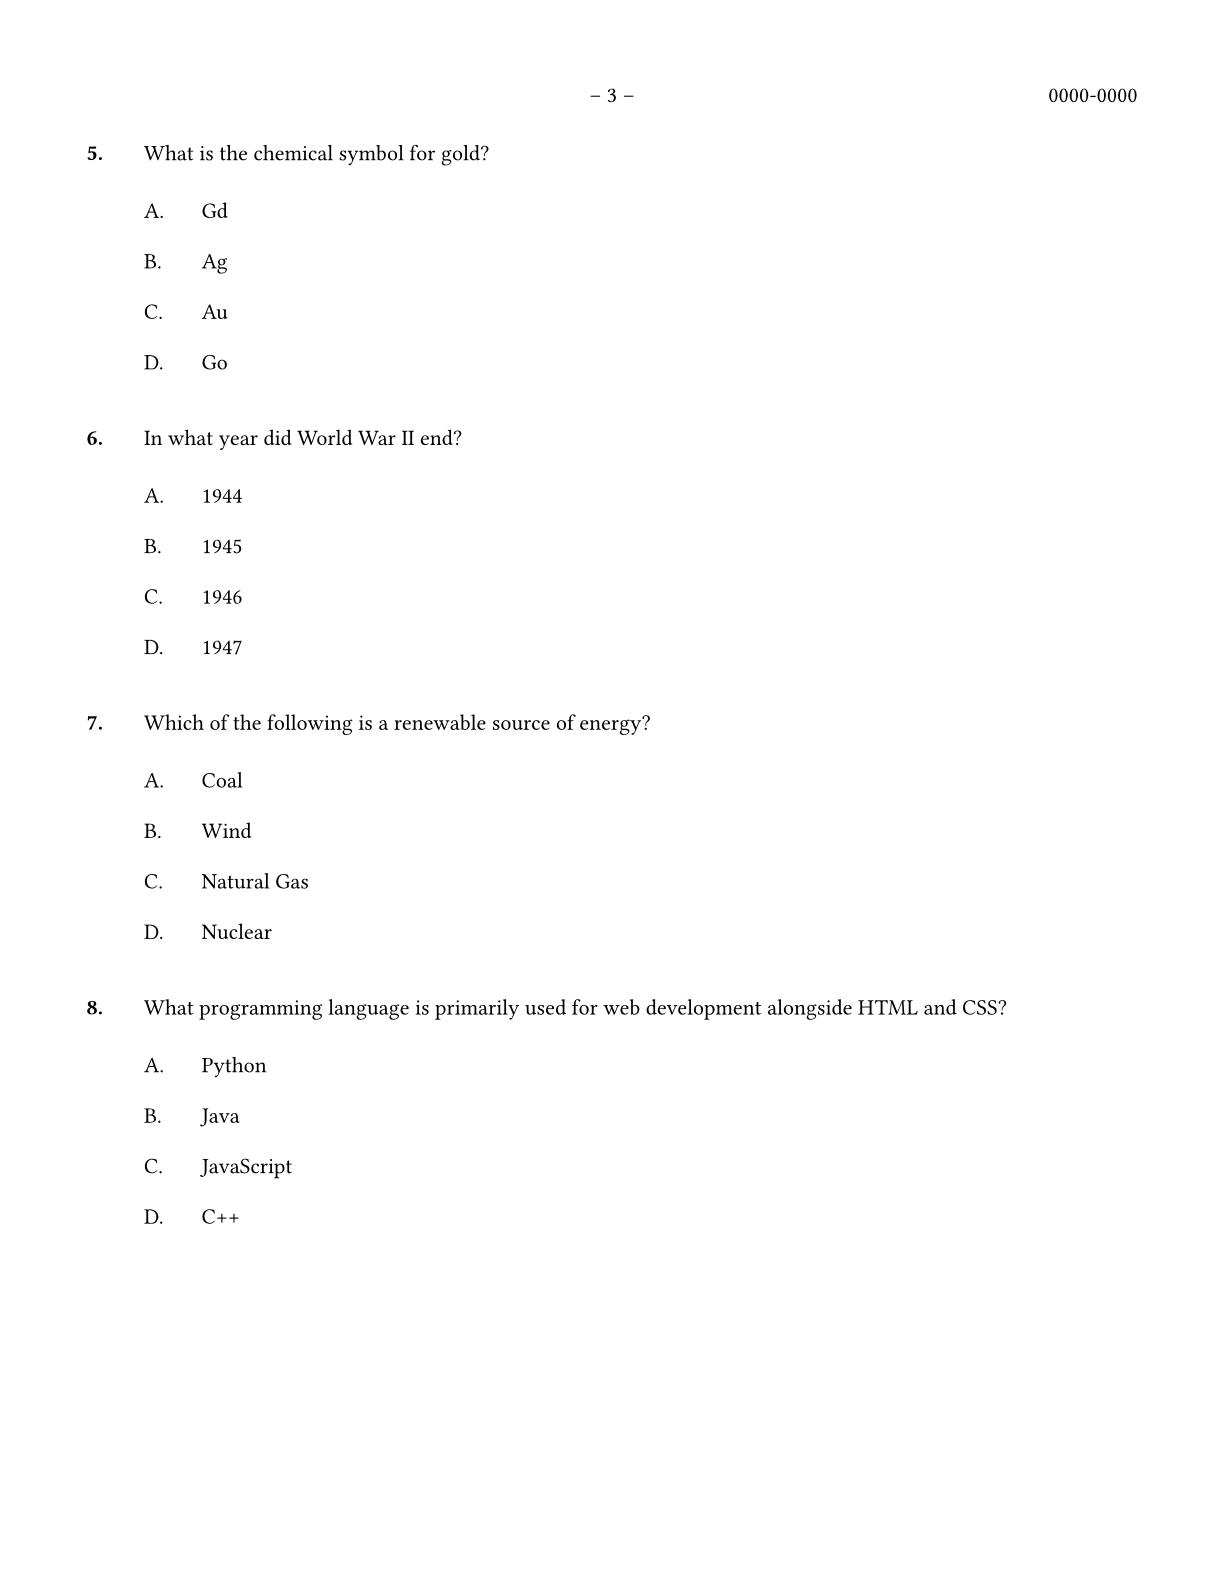 – 3 – 0000-0000
5. What is the chemical symbol for gold?
A. Gd
B. Ag
C. Au
D. Go
6. In what year did World War II end?
A. 1944
B. 1945
C. 1946
D. 1947
7. Which of the following is a renewable source of energy?
A. Coal
B. Wind
C. Natural Gas
D. Nuclear
8. What programming language is primarily used for web development alongside HTML and CSS?
A. Python
B. Java
C. JavaScript
D. C++